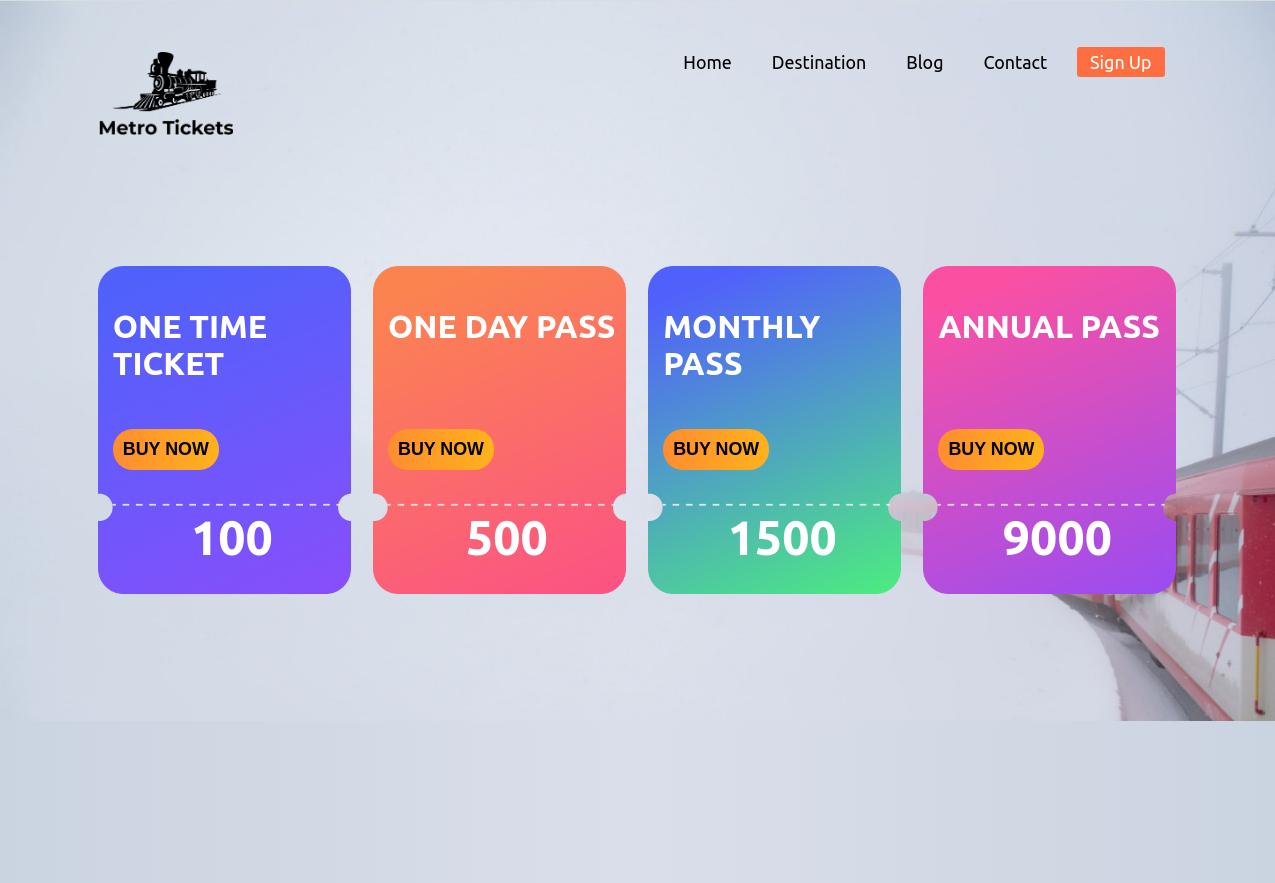 Metro Tickets
Home Destination Blog Contact Sign Up
ONE TIME
TICKET
BUY NOW
100
ONE DAY PASS
BUY NOW
500
MONTHLY
PASS
BUY NOW
1500
ANNUAL PASS
BUY NOW
9000